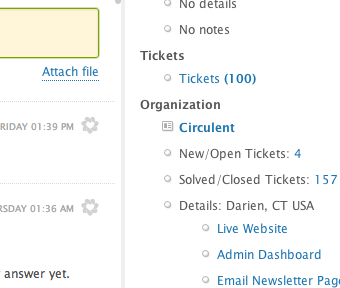 Attach file
RIDAY 01:39 PM
RSDAY 01:36 AM
answer yet.
No details
No notes
Tickets
Tickets (100)
Organization
Circulent
New/Open Tickets: 4
Solved/Closed Tickets: 157
Details: Darien, CT USA
Live Website
Admin Dashboard
Email Newsletter Page